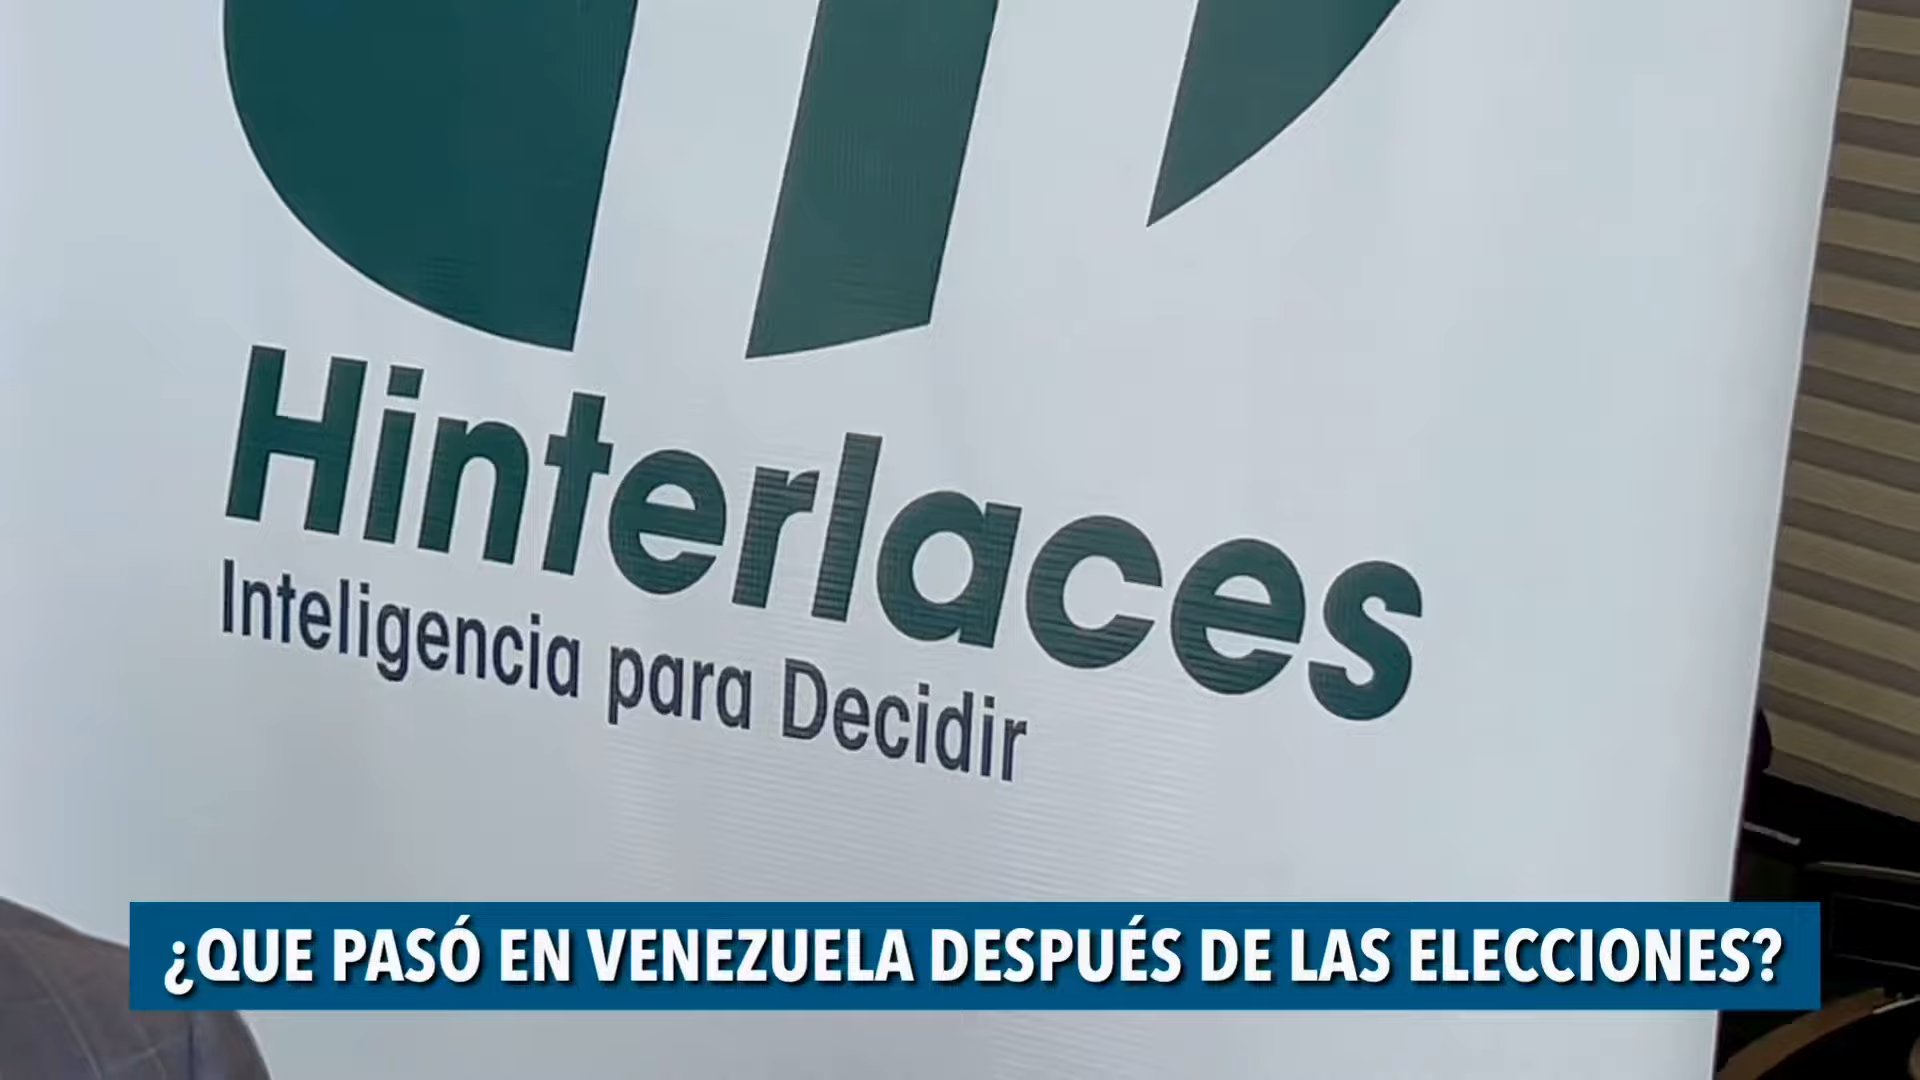 Hinterlaces
Inteligencia para Decidir
¿QUE PASÓ EN VENEZUELA DESPUÉS DE LAS ELECCIONES?